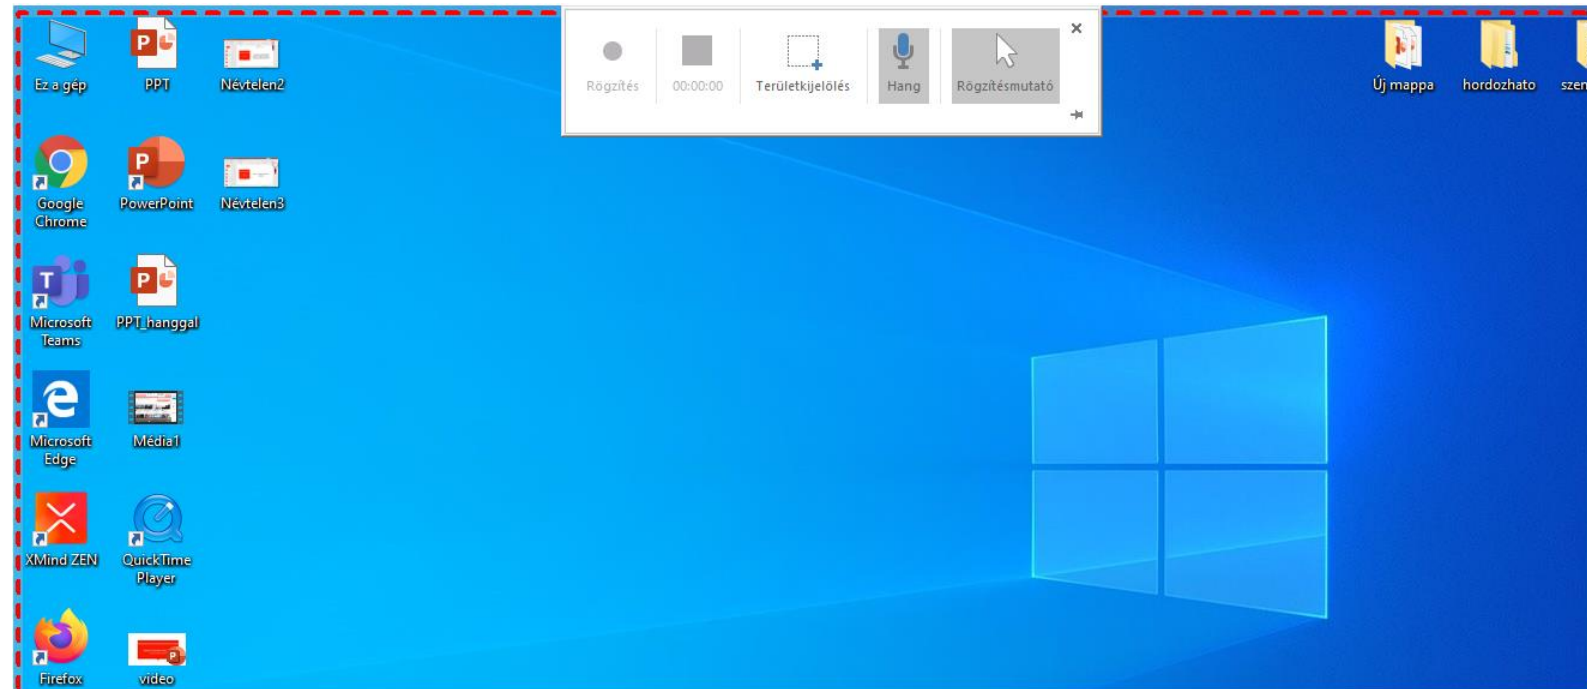 Rögzítés
00:00:00
Területkijelölés
Hang
Rögzítésmutató
Ez a gép
PPT
Névtelen2
Új mappa
hordozhato
Google
Chrome
PowerPoint
Névtelen3
Microsoft
Teams
PPT_hanggal
Microsoft
Edge
Média1
XMind ZEN
QuickTime
Player
Firefox
video